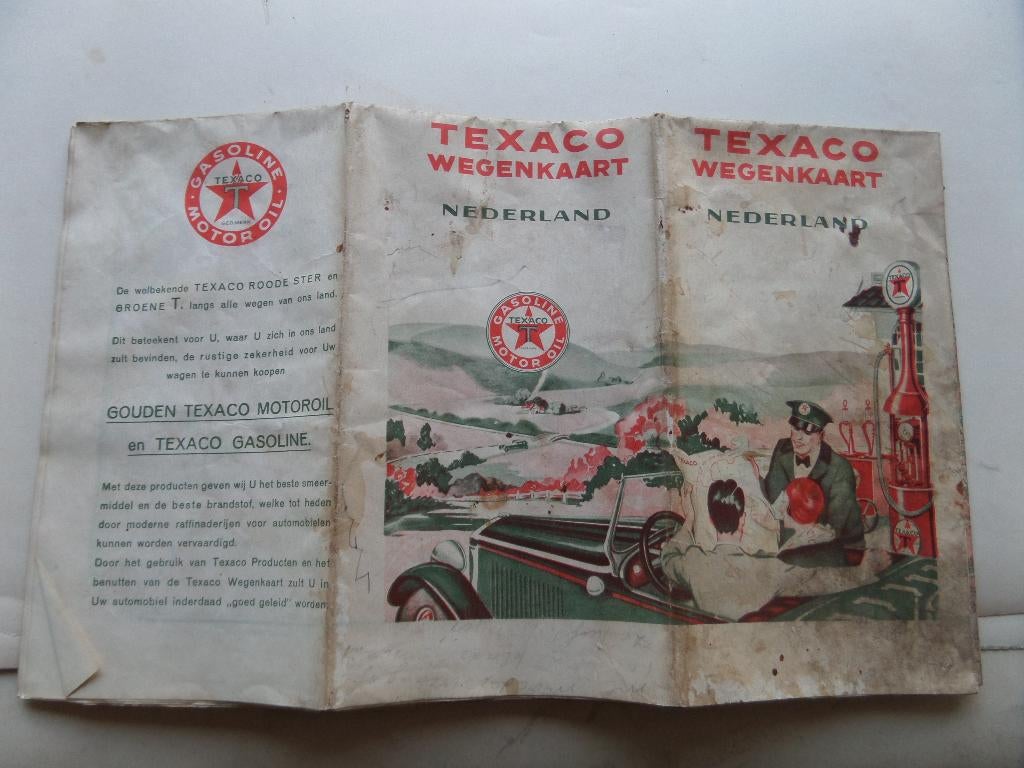 GASOLINE
TEXACO
T
MOTOR OIL
De welbekende TEXACO ROODE STER en
GROENE T. langs alle wegen van ons land.
Dit beteekent voor U, waar U zich in ons land
zult bevinden, de rustige zekerheid voor Uw
wagen te kunnen koopen
GOUDEN TEXACO MOTOROIL
en TEXACO GASOLINE.
Met deze producten geven wij U het beste smeer-
middel en de beste brandstof, welke tot heden
door moderne raffinaderijen voor automobielen
kunnen worden vervaardigd.
Door het gebruik van Texaco Producten en het
benutten van de Texaco Wegenkaart zult U in
Uw automobiel inderdaad „goed geleid" worden.
TEXACO
WEGENKAART
NEDERLAND
GASOLINE
TEXACO
T
MOTOR OIL
TEXACO
WEGENKAART
NEDERLAND
TEXACO
T
TEXACO
TEXACO